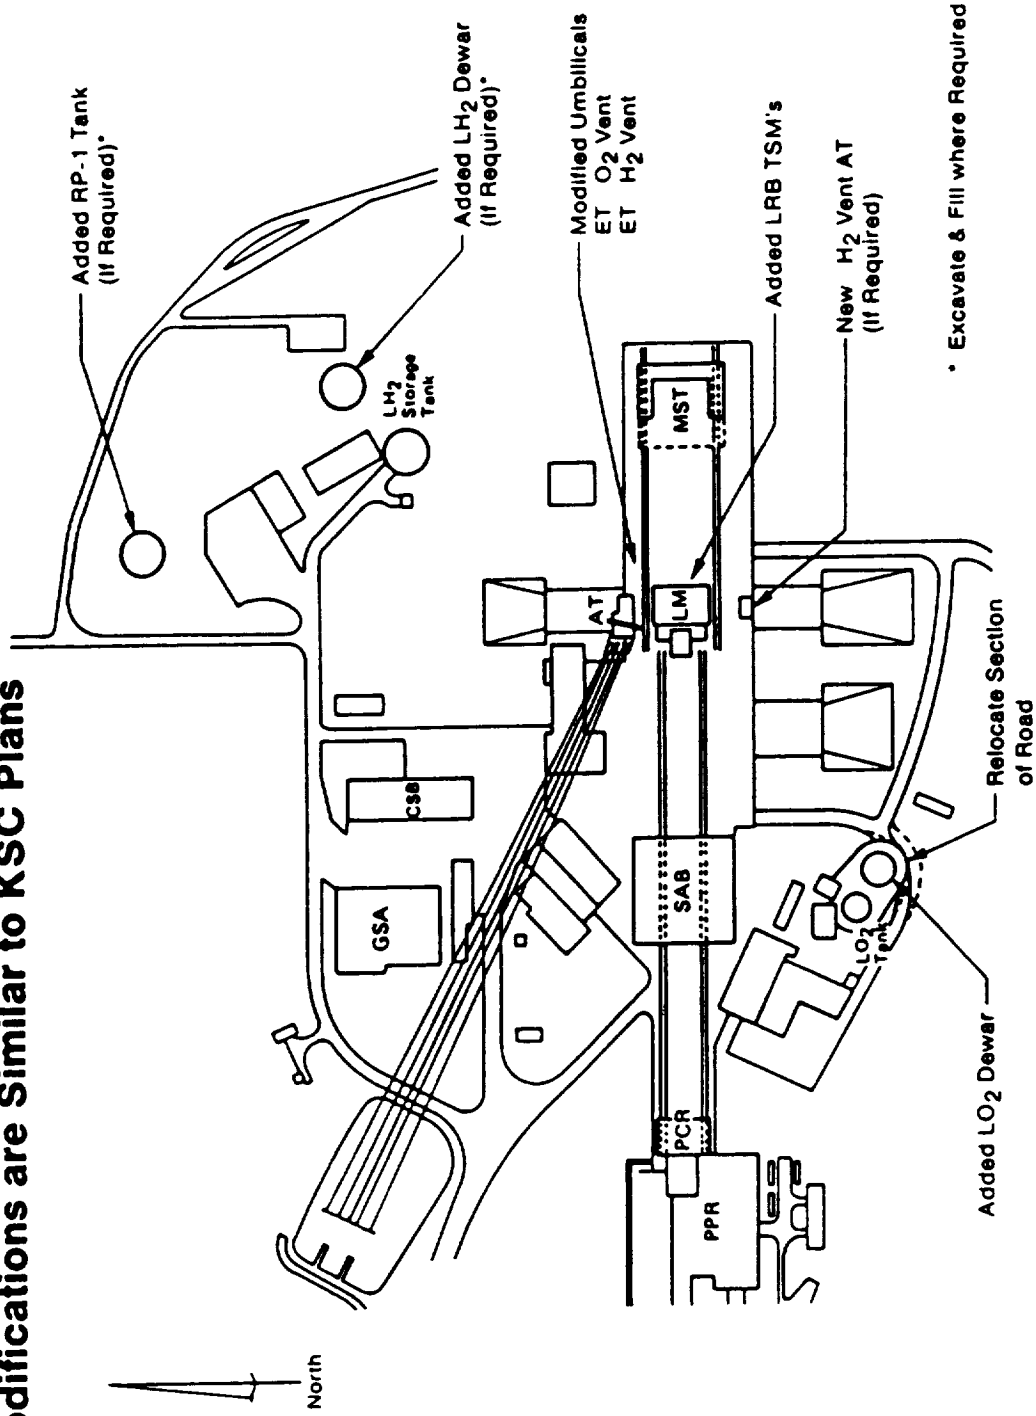 odifications are Similar to KSC Plans
Added RP-1 Tank
(If Required)*
Added LH2 Dewar
(If Required)*
LH2
Storage
Tank
Modified Umbilicals
ET O2 Vent
ET H2 Vent
Added LRB TSM's
New H2 Vent AT
(If Required)
* Excavate & Fill where Required
MST
AT
LM
CSB
GSA
SAB
LO2
Tank
Relocate Section
of Road
Added LO2 Dewar
PCR
PPR
North